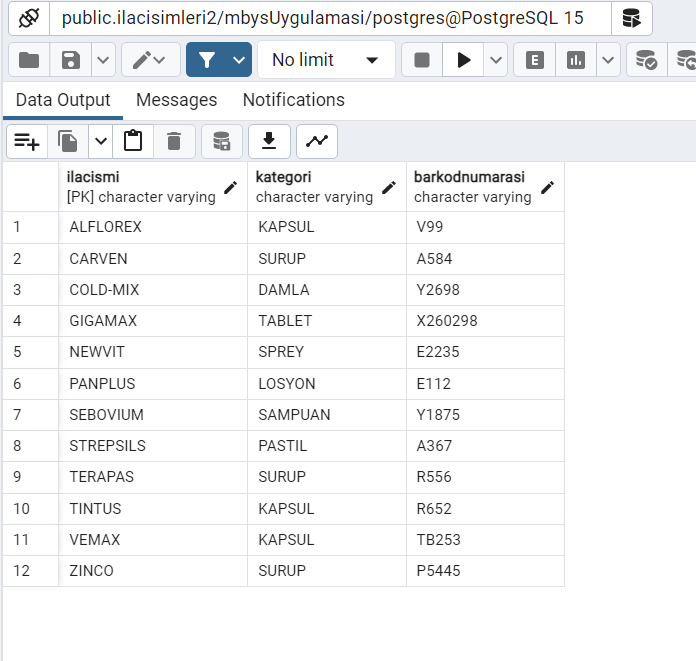 public.ilacisimleri2/mbysUygulamasi/postgres@PostgreSQL 15
No limit
E
Data Output Messages Notifications
ilacismi kategori barkodnumarasi
[PK] character varying character varying character varying
1 ALFLOREX KAPSUL V99
2 CARVEN SURUP A584
3 COLD-MIX DAMLA Y2698
4 GIGAMAX TABLET X260298
5 NEWVIT SPREY E2235
6 PANPLUS LOSYON E112
7 SEBOVIUM SAMPUAN Y1875
8 STREPSILS PASTIL A367
9 TERAPAS SURUP R556
10 TINTUS KAPSUL R652
11 VEMAX KAPSUL TB253
12 ZINCO SURUP P5445